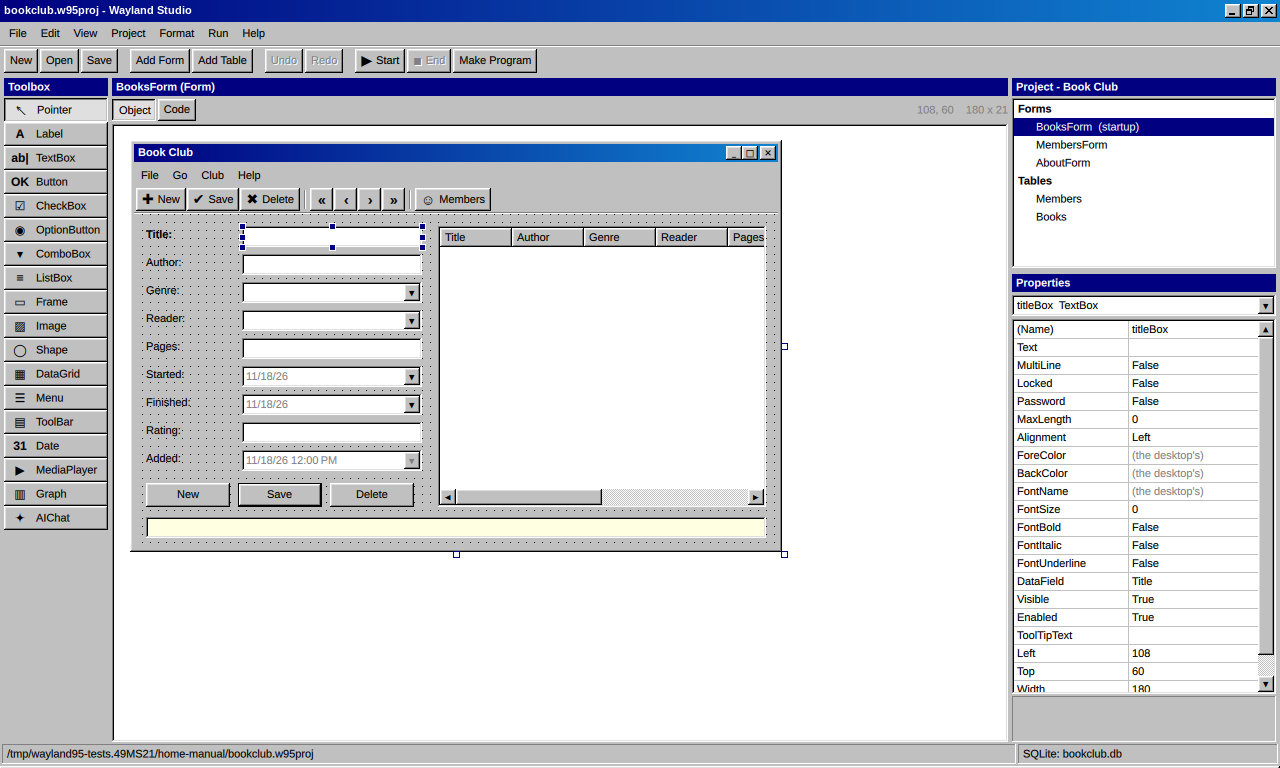 bookclub.w95proj - Wayland Studio
File Edit View Project Format Run Help
New Open Save Add Form Add Table Undo Redo Start End Make Program
Toolbox
Pointer
A Label
ab| TextBox
OK Button
CheckBox
OptionButton
ComboBox
ListBox
Frame
Image
Shape
DataGrid
Menu
ToolBar
31 Date
MediaPlayer
Graph
AIChat
BooksForm (Form)
Object Code 108, 60 180 x 21
Book Club
File Go Club Help
New Save Delete « ‹ › » Members
Title:
Author:
Genre:
Reader:
Pages:
Started: 11/18/26
Finished: 11/18/26
Rating:
Added: 11/18/26 12:00 PM
New Save Delete
Title Author Genre Reader Pages
Project - Book Club
Forms
BooksForm (startup)
MembersForm
AboutForm
Tables
Members
Books
Properties
titleBox TextBox
(Name) titleBox
Text
MultiLine False
Locked False
Password False
MaxLength 0
Alignment Left
ForeColor (the desktop's)
BackColor (the desktop's)
FontName (the desktop's)
FontSize 0
FontBold False
FontItalic False
FontUnderline False
DataField Title
Visible True
Enabled True
ToolTipText
Left 108
Top 60
Width 180
/tmp/wayland95-tests.49MS21/home-manual/bookclub.w95proj
SQLite: bookclub.db